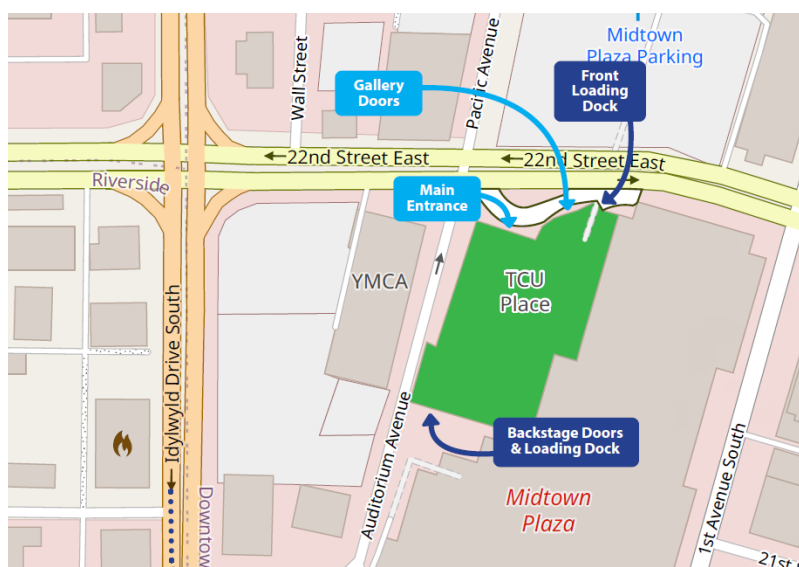 Midtown
Plaza Parking
Wall Street
Pacific Avenue
Gallery
Doors
Front
Loading
Dock
22nd Street East
22nd Street East
Riverside
Main
Entrance
YMCA
TCU
Place
Idylwyld Drive South
Auditorium Avenue
Backstage Doors
& Loading Dock
Midtown
Plaza
1st Avenue South
Downtow
21st S